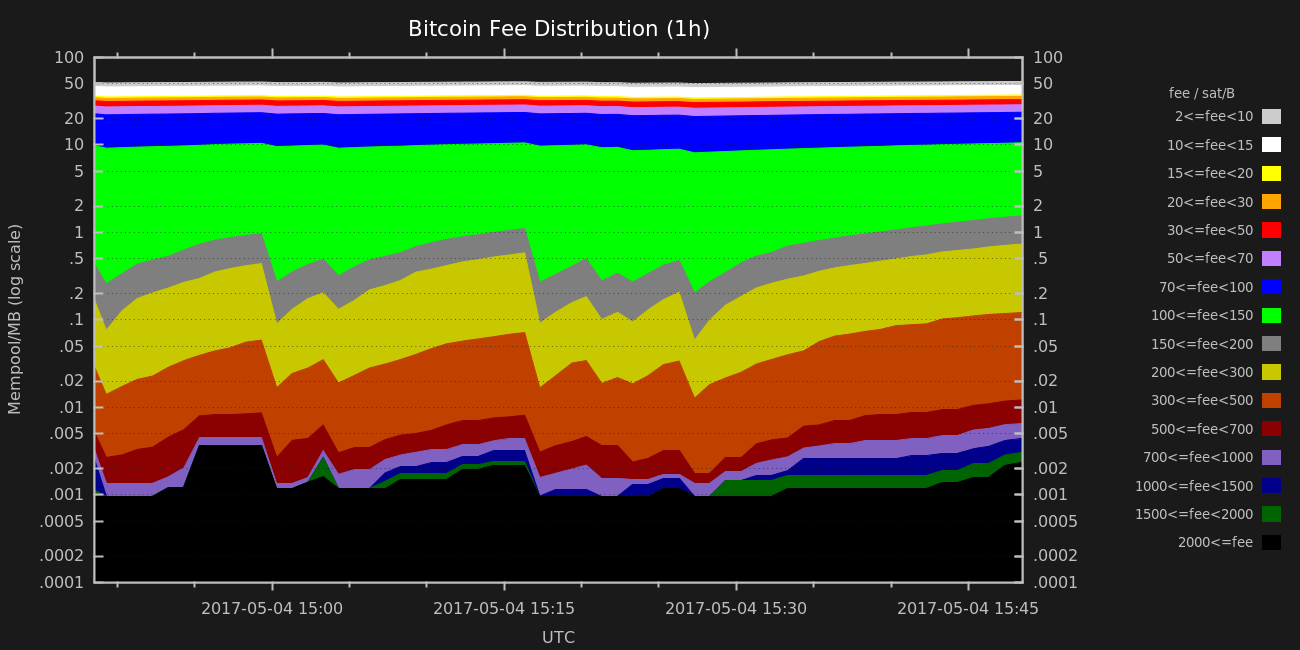 Bitcoin Fee Distribution (1h)
Mempool/MB (log scale)
100
50
20
10
5
2
1
.5
.2
.1
.05
.02
.01
.005
.002
.001
.0005
.0002
.0001
100
50
20
10
5
2
1
.5
.2
.1
.05
.02
.01
.005
.002
.001
.0005
.0002
.0001
fee / sat/B
2<=fee<10
10<=fee<15
15<=fee<20
20<=fee<30
30<=fee<50
50<=fee<70
70<=fee<100
100<=fee<150
150<=fee<200
200<=fee<300
300<=fee<500
500<=fee<700
700<=fee<1000
1000<=fee<1500
1500<=fee<2000
2000<=fee
2017-05-04 15:00 2017-05-04 15:15 2017-05-04 15:30 2017-05-04 15:45
UTC